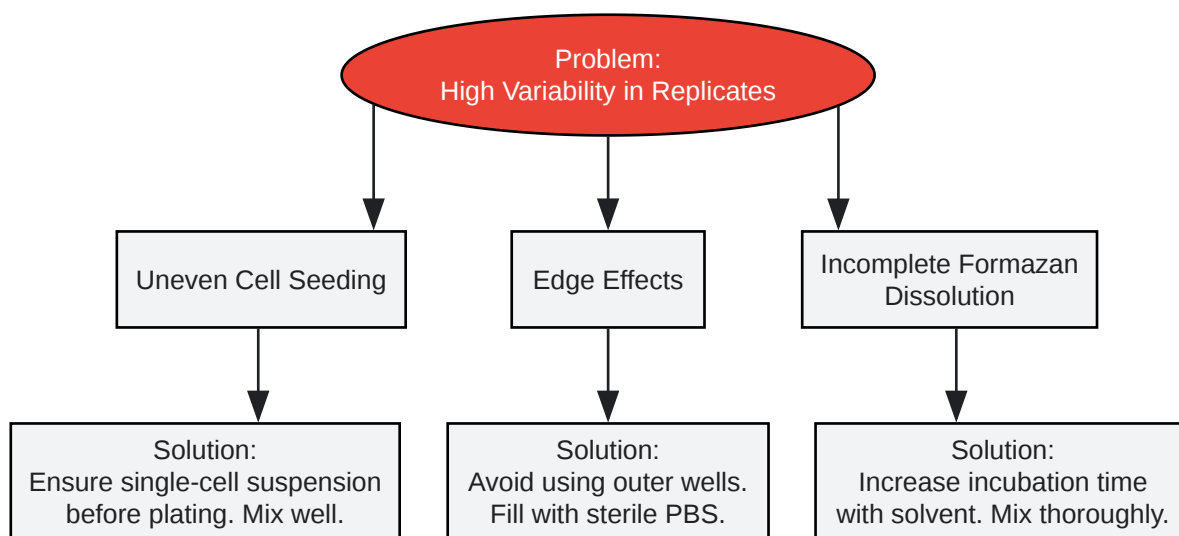 Problem:
High Variability in Replicates
Uneven Cell Seeding
Edge Effects
Incomplete Formazan
Dissolution
Solution:
Ensure single-cell suspension
before plating. Mix well.
Solution:
Avoid using outer wells.
Fill with sterile PBS.
Solution:
Increase incubation time
with solvent. Mix thoroughly.